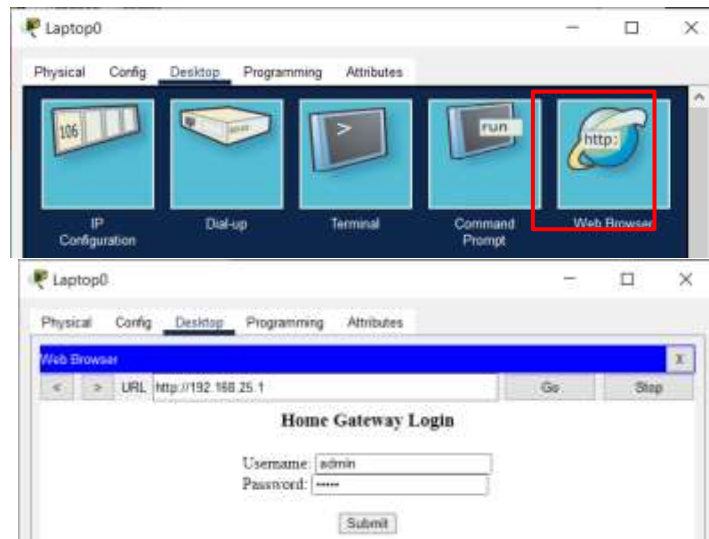 Laptop0
Physical Config Desktop Programming Attributes
106
>
run
http:
IP Configuration
Dial-up
Terminal
Command Prompt
Web Browser
Laptop0
Physical Config Desktop Programming Attributes
Web Browser X
< > URL http://192.168.25.1 Go Stop
Home Gateway Login
Username: admin
Password: •••••
Submit